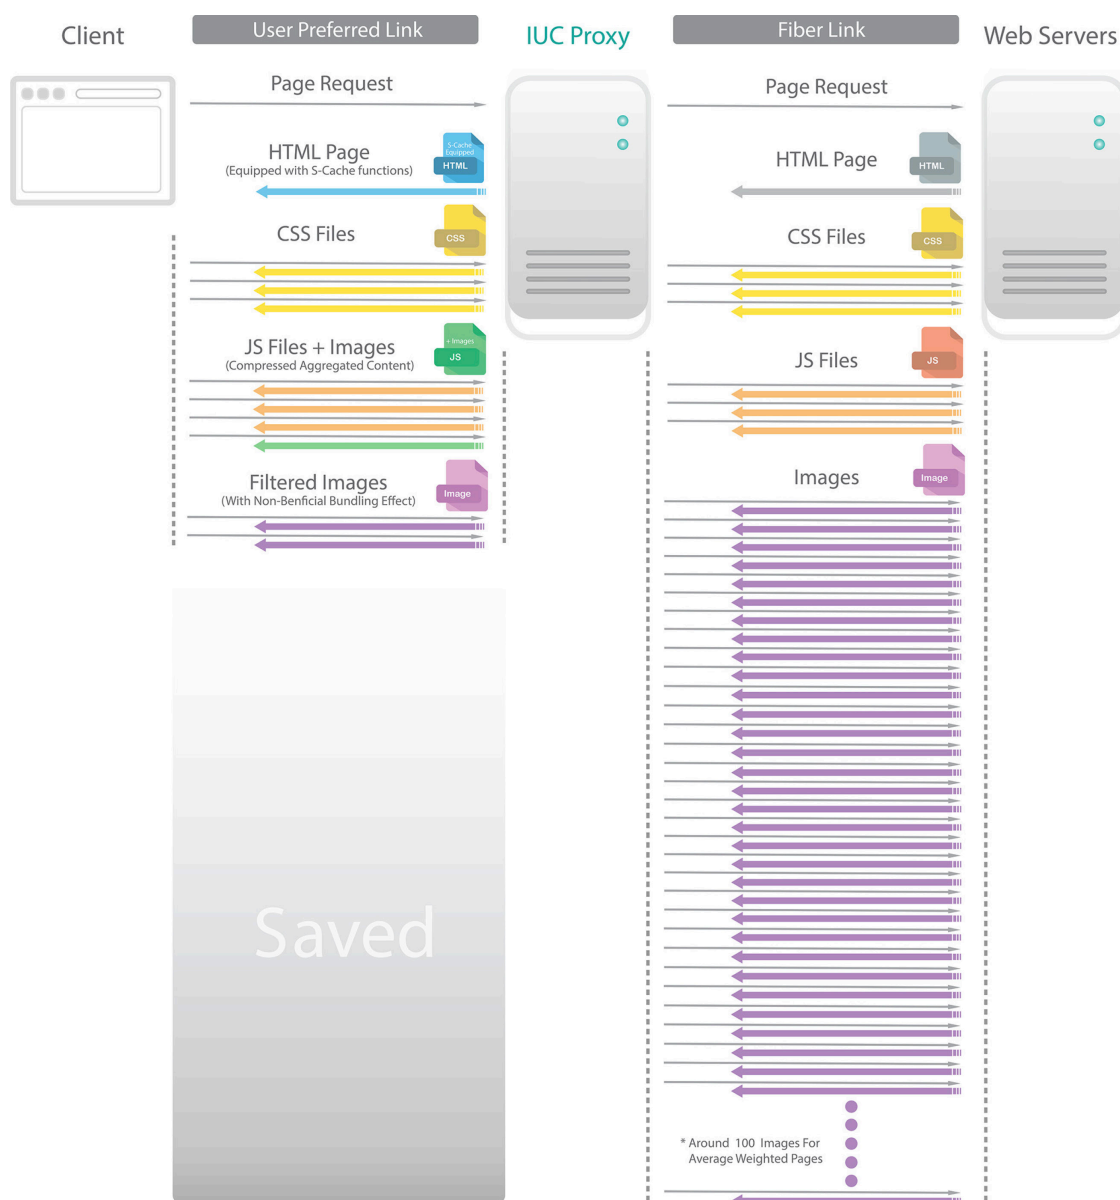 Client
User Preferred Link
IUC Proxy
Fiber Link
Web Servers
Page Request
Page Request
HTML Page
(Equipped with S-Cache functions)
S-Cache
Equipped
HTML
HTML Page
HTML
CSS Files
CSS
CSS Files
CSS
JS Files + Images
(Compressed Aggregated Content)
+ Images
JS
JS Files
JS
Filtered Images
(With Non-Benficial Bundling Effect)
Image
Images
Image
Saved
* Around 100 Images For
Average Weighted Pages